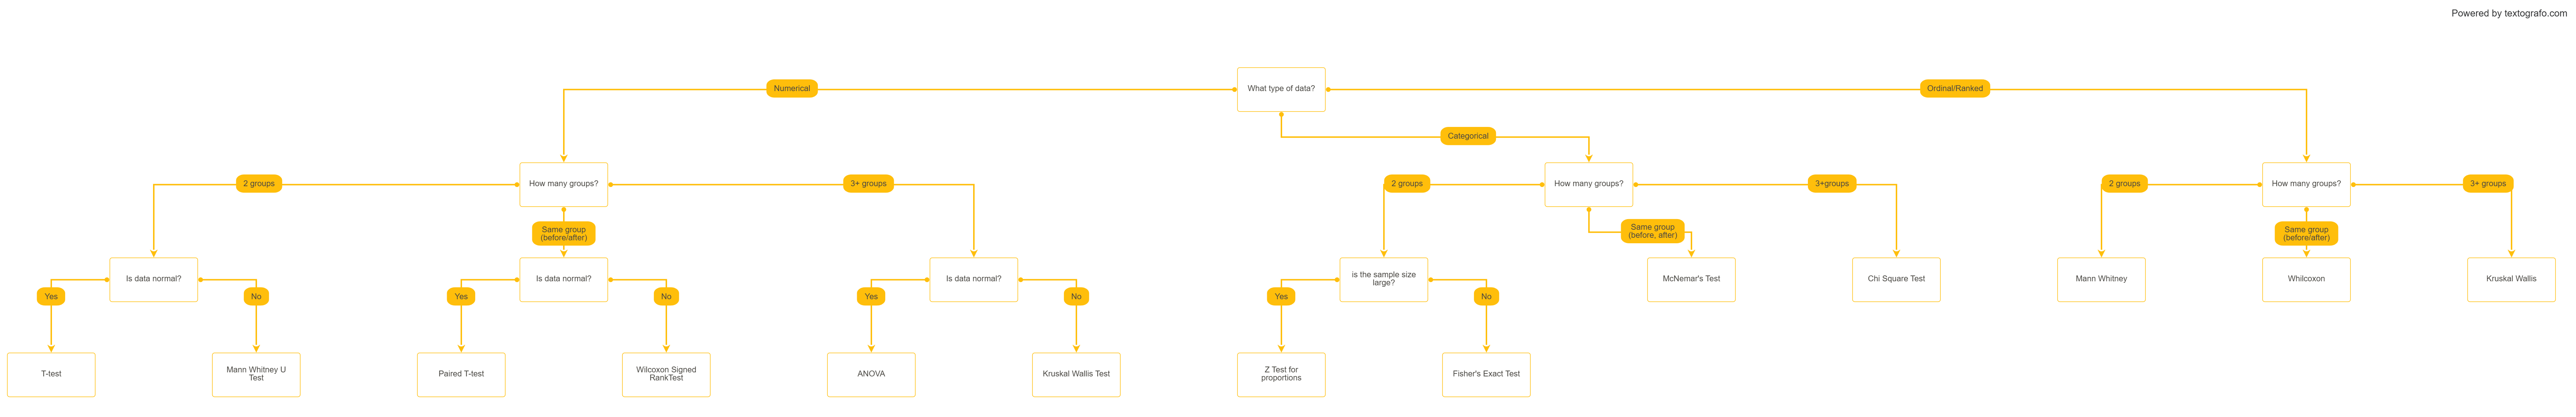 Powered by textografo.com
What type of data?
Numerical
Ordinal/Ranked
Categorical
How many groups?
How many groups?
How many groups?
2 groups
3+ groups
2 groups
3+groups
2 groups
3+ groups
Same group
(before/after)
Same group
(before, after)
Same group
(before/after)
Is data normal?
Is data normal?
Is data normal?
is the sample size
large?
McNemar's Test
Chi Square Test
Mann Whitney
Whilcoxon
Kruskal Wallis
Yes
No
Yes
No
Yes
No
Yes
No
T-test
Mann Whitney U
Test
Paired T-test
Wilcoxon Signed
RankTest
ANOVA
Kruskal Wallis Test
Z Test for
proportions
Fisher's Exact Test